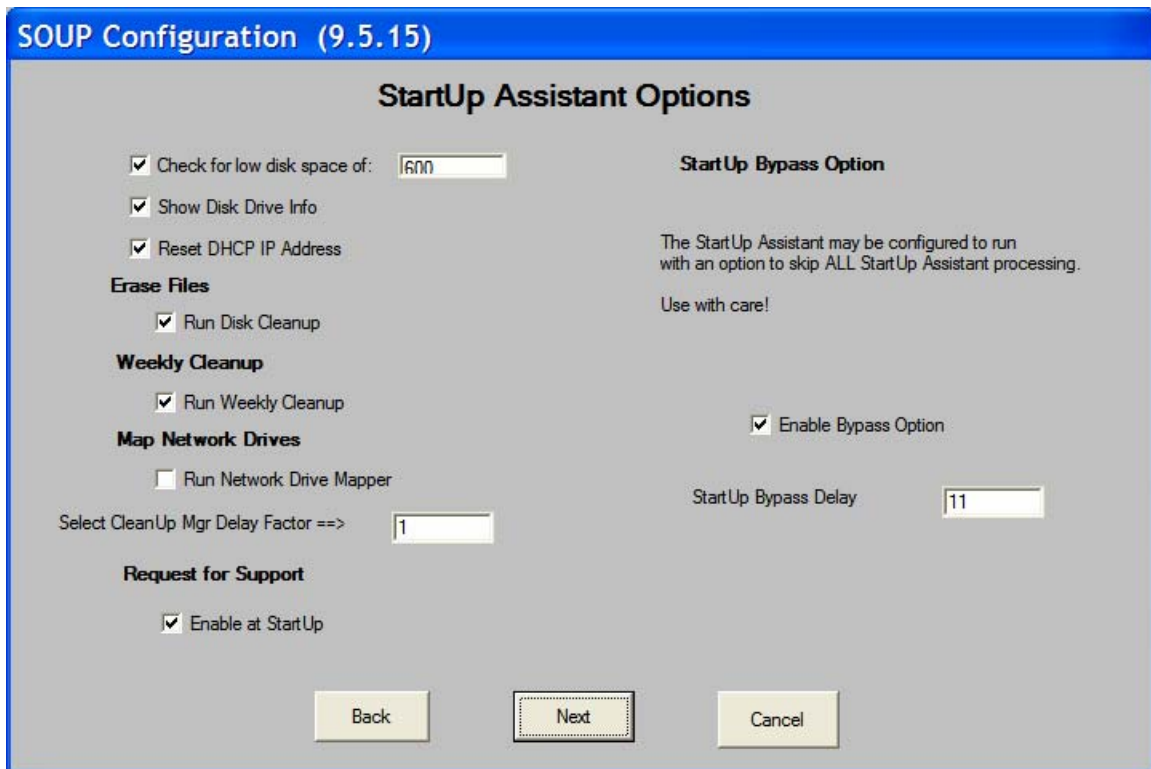 SOUP Configuration (9.5.15)
StartUp Assistant Options
Check for low disk space of: 600
Show Disk Drive Info
Reset DHCP IP Address
Erase Files
Run Disk Cleanup
Weekly Cleanup
Run Weekly Cleanup
Map Network Drives
Run Network Drive Mapper
Select CleanUp Mgr Delay Factor ==> 1
Request for Support
Enable at StartUp
StartUp Bypass Option
The StartUp Assistant may be configured to run
with an option to skip ALL StartUp Assistant processing.
Use with care!
Enable Bypass Option
StartUp Bypass Delay 11
Back Next Cancel